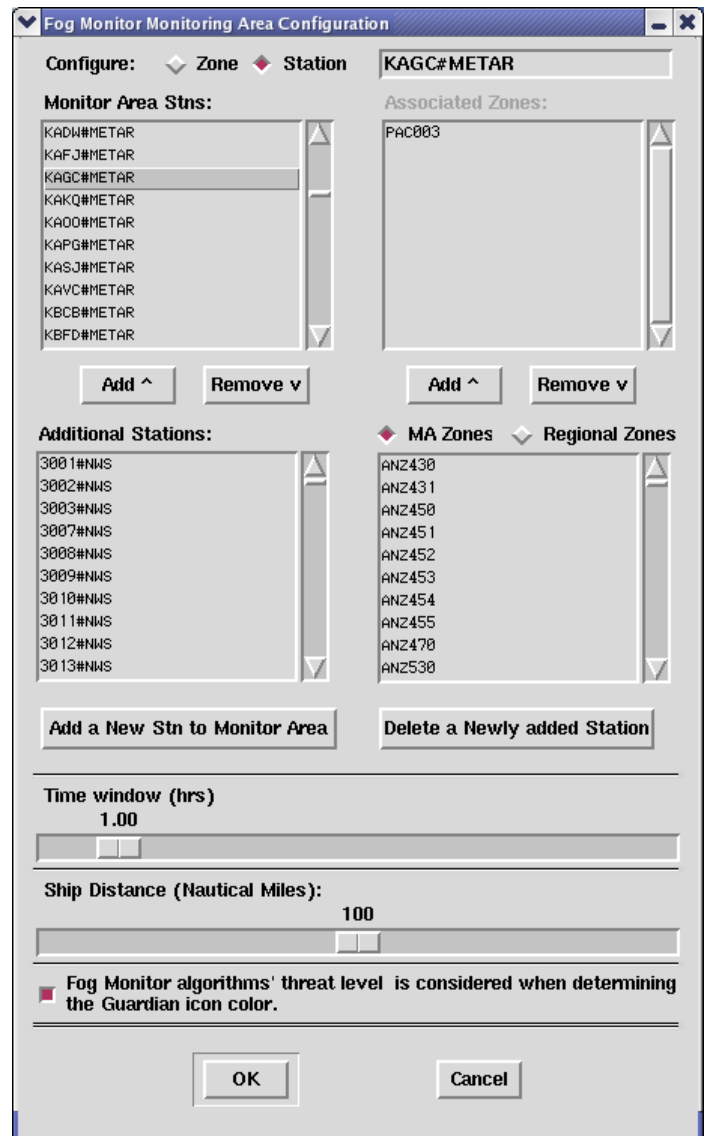 Fog Monitor Monitoring Area Configuration
Configure: Zone Station KAGC#METAR
Monitor Area Stns:
KADW#METAR
KAFJ#METAR
KAGC#METAR
KAKQ#METAR
KAOO#METAR
KAPG#METAR
KASJ#METAR
KAVC#METAR
KBCB#METAR
KBFD#METAR
Add ^ Remove v
Associated Zones:
PAC003
Add ^ Remove v
Additional Stations:
3001#NWS
3002#NWS
3003#NWS
3007#NWS
3008#NWS
3009#NWS
3010#NWS
3011#NWS
3012#NWS
3013#NWS
MA Zones Regional Zones
ANZ430
ANZ431
ANZ450
ANZ451
ANZ452
ANZ453
ANZ454
ANZ455
ANZ470
ANZ530
Add a New Stn to Monitor Area
Delete a Newly added Station
Time window (hrs)
1.00
Ship Distance (Nautical Miles):
100
Fog Monitor algorithms' threat level is considered when determining
the Guardian icon color.
OK Cancel